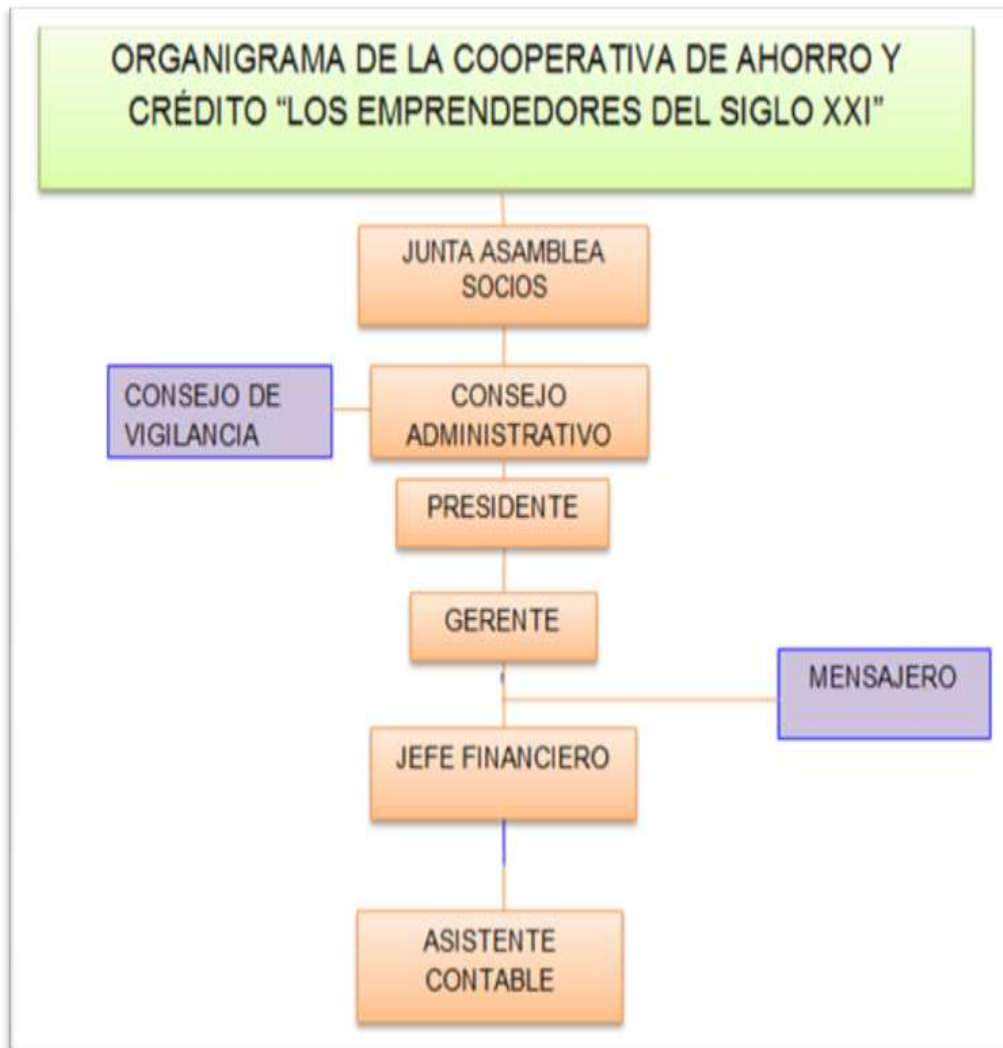 ORGANIGRAMA DE LA COOPERATIVA DE AHORRO Y
CRÉDITO “LOS EMPRENDEDORES DEL SIGLO XXI”
JUNTA ASAMBLEA
SOCIOS
CONSEJO DE
VIGILANCIA
CONSEJO
ADMINISTRATIVO
PRESIDENTE
GERENTE
MENSAJERO
JEFE FINANCIERO
ASISTENTE
CONTABLE